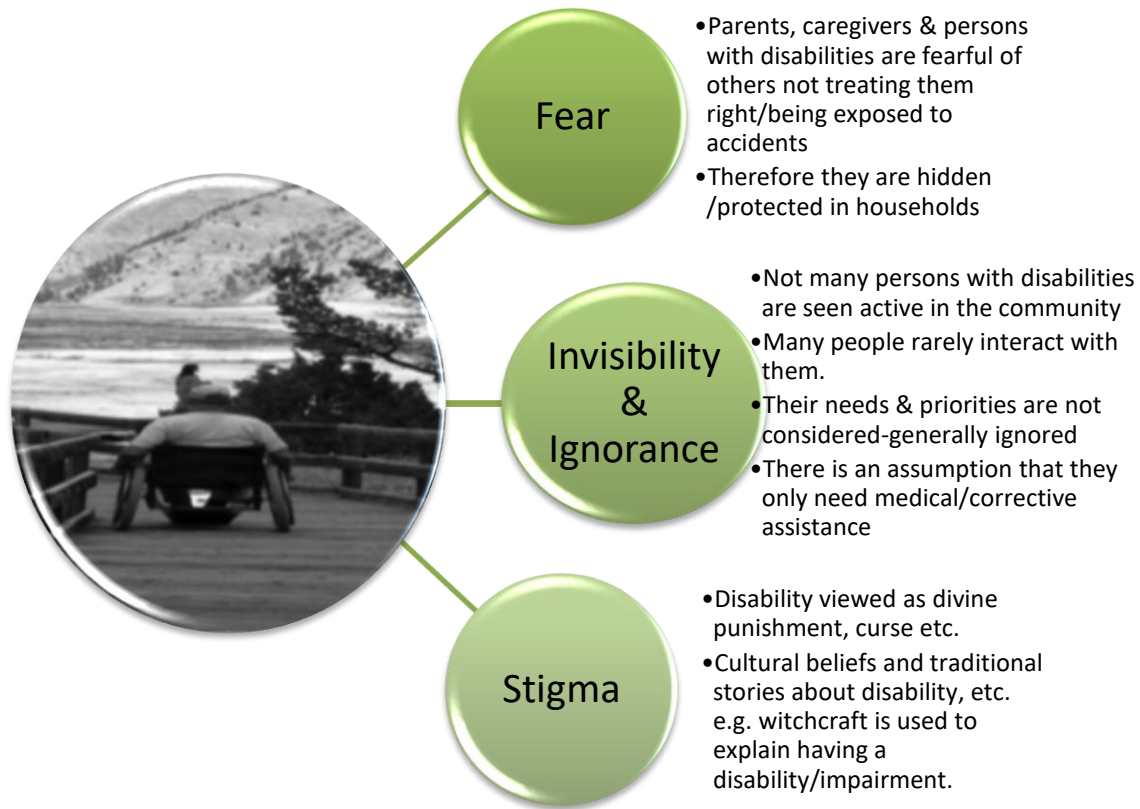 Fear
•Parents, caregivers & persons
with disabilities are fearful of
others not treating them
right/being exposed to
accidents
•Therefore they are hidden
/protected in households
Invisibility
&
Ignorance
•Not many persons with disabilities
are seen active in the community
•Many people rarely interact with
them.
•Their needs & priorities are not
considered-generally ignored
•There is an assumption that they
only need medical/corrective
assistance
Stigma
•Disability viewed as divine
punishment, curse etc.
•Cultural beliefs and traditional
stories about disability, etc.
e.g. witchcraft is used to
explain having a
disability/impairment.